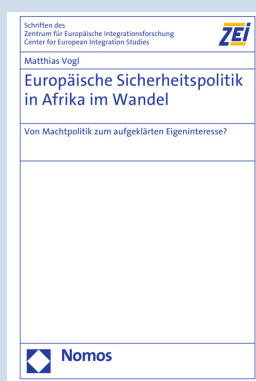 Schriften des
Zentrum für Europäische Integrationsforschung
Center for European Integration Studies
ZEI
Matthias Vogl
Europäische Sicherheitspolitik
in Afrika im Wandel
Von Machtpolitik zum aufgeklärten Eigeninteresse?
Nomos